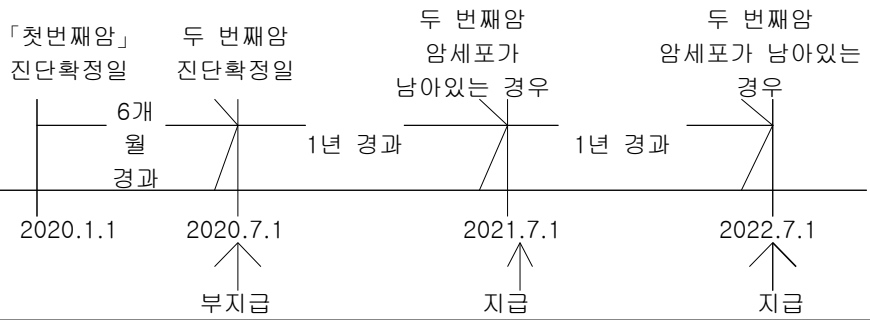 「첫번째암」
진단확정일
두 번째암
진단확정일
두 번째암
암세포가
남아있는 경우
두 번째암
암세포가 남아있는
경우
6개
월
경과
1년 경과
1년 경과
2020.1.1
2020.7.1
2021.7.1
2022.7.1
부지급
지급
지급